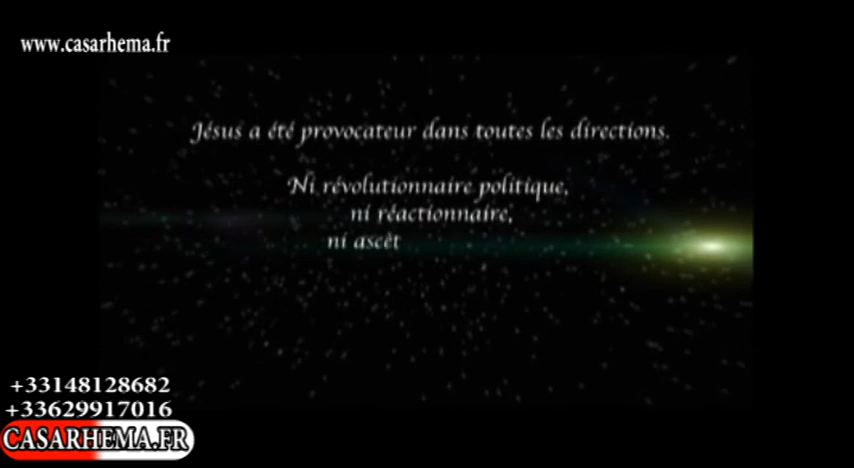 www.casarhema.fr
Jésus a été provocateur dans toutes les directions.
Ni révolutionnaire politique,
ni réactionnaire,
ni ascèt
+33148128682
+33629917016
CASARHEMA.FR